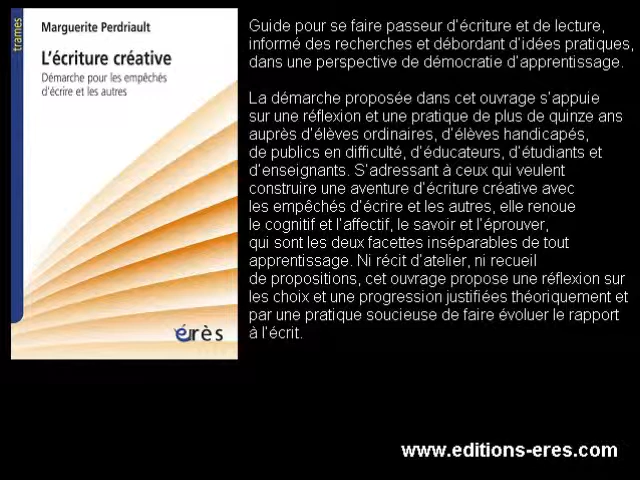 trames
Marguerite Perdriault
L'écriture créative
Démarche pour les empêchés
d'écrire et les autres
érès
Guide pour se faire passeur d'écriture et de lecture,
informé des recherches et débordant d'idées pratiques,
dans une perspective de démocratie d'apprentissage.
La démarche proposée dans cet ouvrage s'appuie
sur une réflexion et une pratique de plus de quinze ans
auprès d'élèves ordinaires, d'élèves handicapés,
de publics en difficulté, d'éducateurs, d'étudiants et
d'enseignants. S'adressant à ceux qui veulent
construire une aventure d'écriture créative avec
les empêchés d'écrire et les autres, elle renoue
le cognitif et l'affectif, le savoir et l'éprouver,
qui sont les deux facettes inséparables de tout
apprentissage. Ni récit d'atelier, ni recueil
de propositions, cet ouvrage propose une réflexion sur
les choix et une progression justifiées théoriquement et
par une pratique soucieuse de faire évoluer le rapport
à l'écrit.
www.editions-eres.com